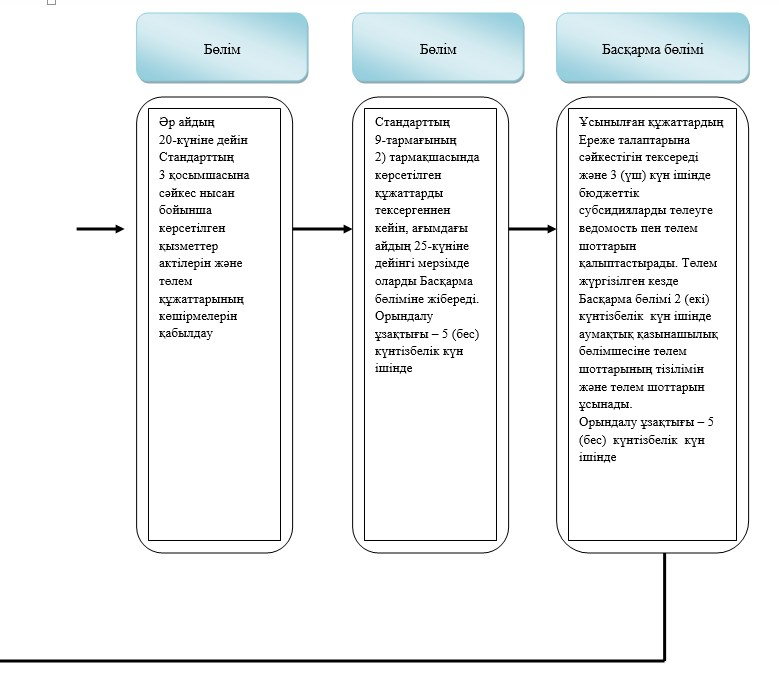 Бөлім
Бөлім
Басқарма бөлімі
Әр айдың
20-күніне дейін
Стандарттың
3 қосымшасына
сәйкес нысан
бойынша
көрсетілген
қызметтер
актілерін және
төлем
құжаттарының
көшірмелерін
қабылдау
Стандарттың
9-тармағының
2) тармақшасында
көрсетілген
құжаттарды
тексергеннен
кейін, ағымдағы
айдың 25-күніне
дейінгі мерзімде
оларды Басқарма
бөліміне жібереді.
Орындалу
ұзақтығы – 5 (бес)
күнтізбелік күн
ішінде
Ұсынылған құжаттардың
Ереже талаптарына
сәйкестігін тексереді
және 3 (үш) күн ішінде
бюджеттік
субсидияларды төлеуге
ведомость пен төлем
шоттарын
қалыптастырады. Төлем
жүргізілген кезде
Басқарма бөлімі 2 (екі)
күнтізбелік күн ішінде
аумақтық қазынашылық
бөлімшесіне төлем
шоттарының тізілімін
және төлем шоттарын
ұсынады.
Орындалу ұзақтығы – 5
(бес) күнтізбелік күн
ішінде